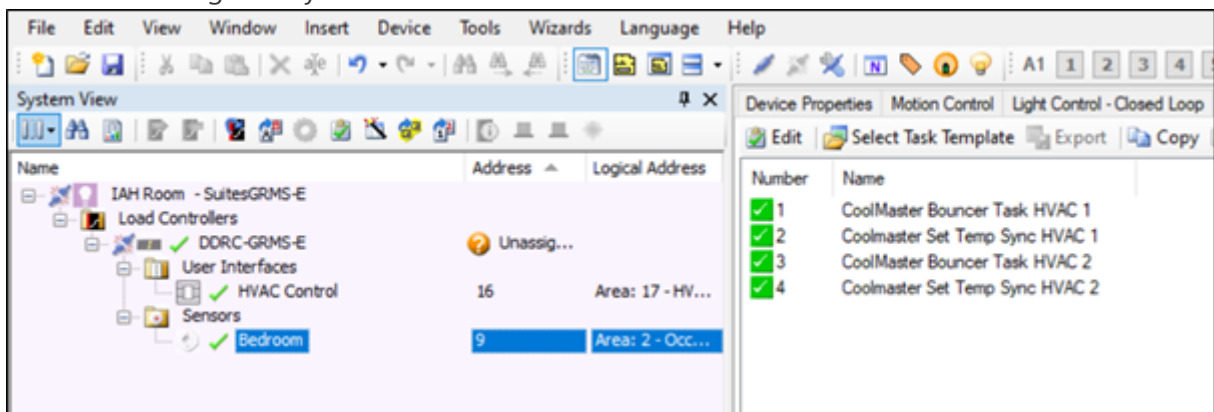 File Edit View Window Insert Device Tools Wizards Language Help
A1 1 2 3 4
System View
Device Properties Motion Control Light Control - Closed Loop
Edit Select Task Template Export Copy
Name Address Logical Address
Number Name
IAH Room - SuitesGRMS-E
Load Controllers
DDRC-GRMS-E Unassig...
User Interfaces
HVAC Control 16 Area: 17 - HV...
Sensors
Bedroom 9 Area: 2 - Occ...
1 CoolMaster Bouncer Task HVAC 1
2 Coolmaster Set Temp Sync HVAC 1
3 CoolMaster Bouncer Task HVAC 2
4 Coolmaster Set Temp Sync HVAC 2